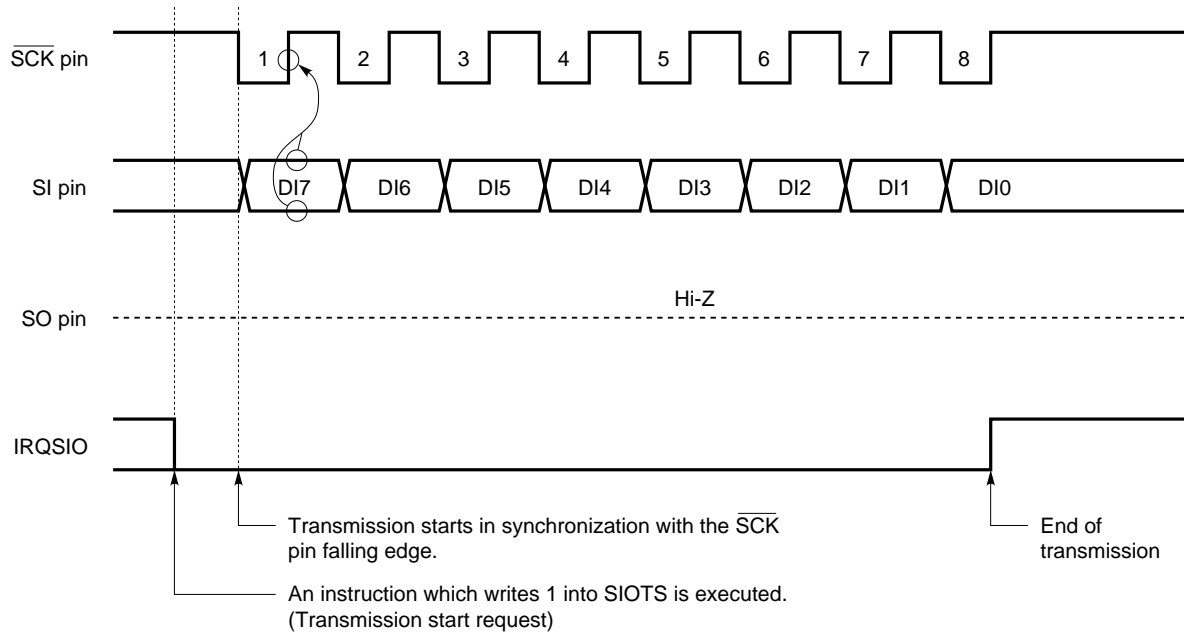 SCK pin
1 2 3 4 5 6 7 8
SI pin
DI7 DI6 DI5 DI4 DI3 DI2 DI1 DI0
Hi-Z
SO pin
IRQSIO
Transmission starts in synchronization with the SCK
pin falling edge.
End of
transmission
An instruction which writes 1 into SIOTS is executed.
(Transmission start request)